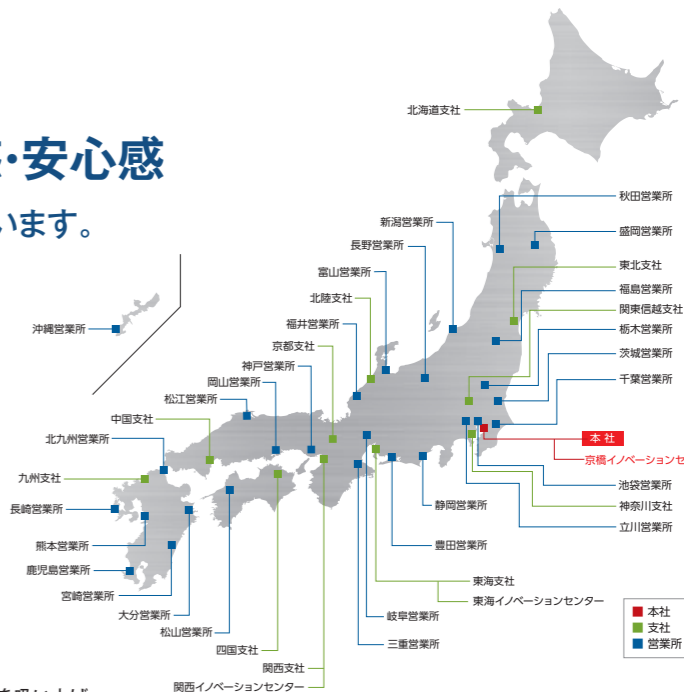 ・安心感
います。
北海道支社
秋田営業所
盛岡営業所
東北支社
福島営業所
関東信越支社
栃木営業所
茨城営業所
千葉営業所
本社
京橋イノベーションセ
池袋営業所
神奈川支社
立川営業所
新潟営業所
長野営業所
富山営業所
北陸支社
福井営業所
京都支社
神戸営業所
岡山営業所
松江営業所
中国支社
北九州営業所
九州支社
長崎営業所
熊本営業所
鹿児島営業所
宮崎営業所
大分営業所
松山営業所
四国支社
関西支社
関西イノベーションセンター
沖縄営業所
静岡営業所
豊田営業所
東海支社
東海イノベーションセンター
岐阜営業所
三重営業所
本社
支社
営業所